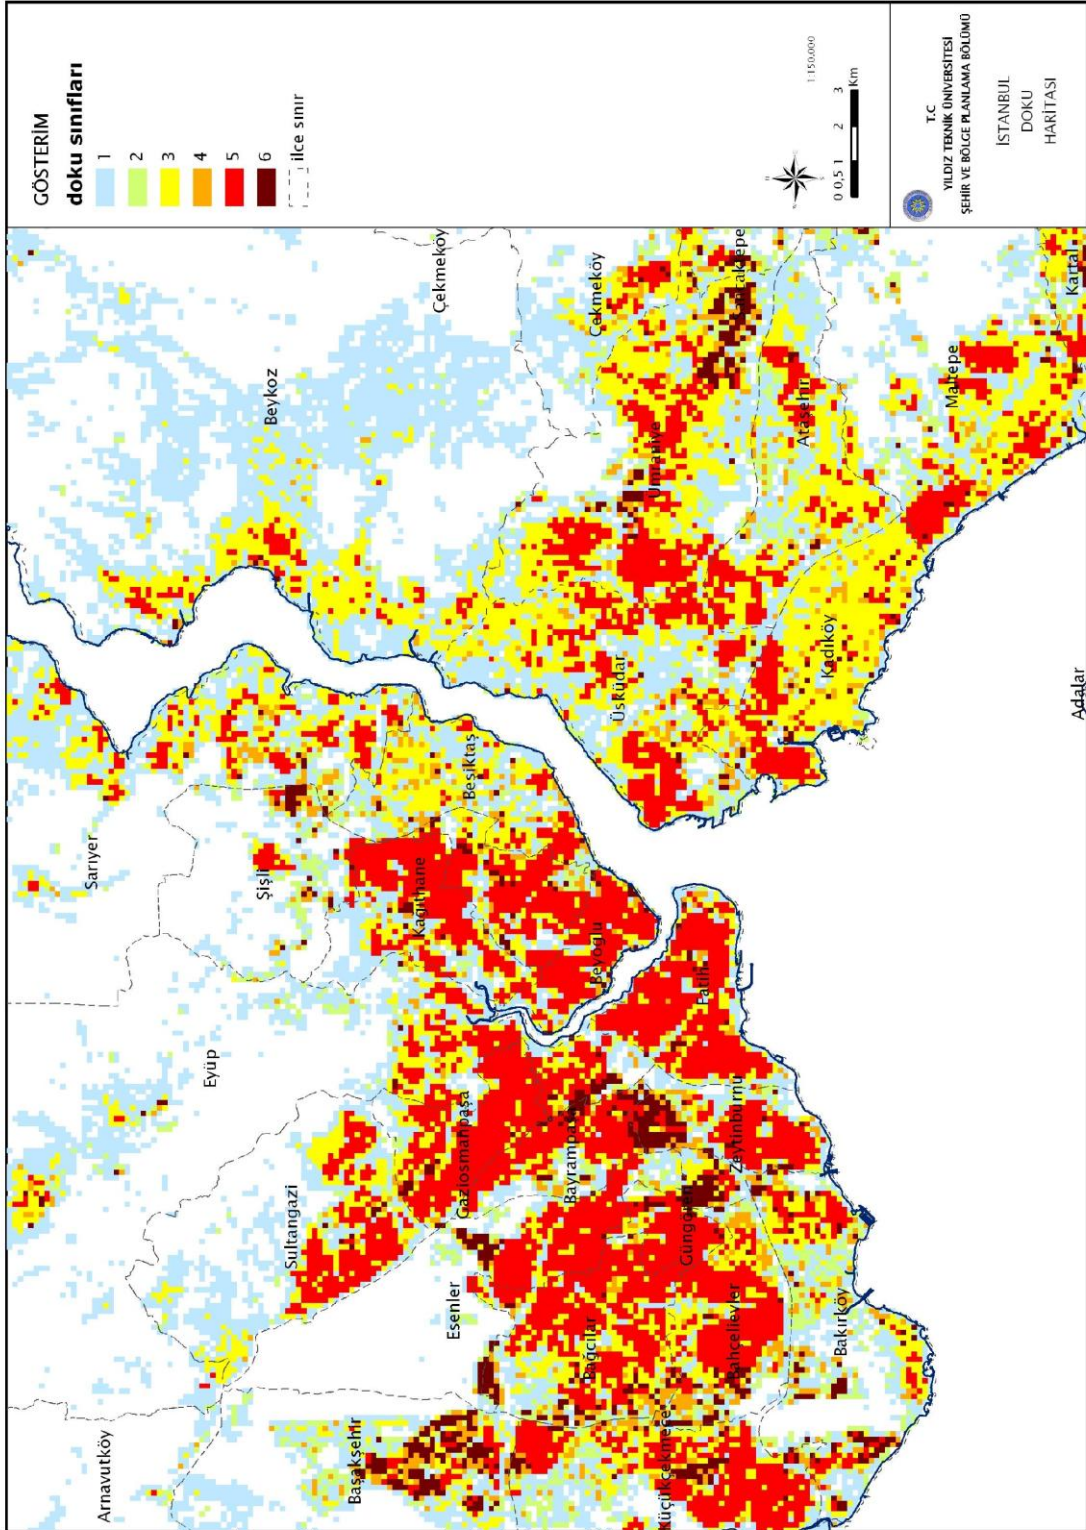 GÖSTERİM
doku sınıfları
1
2
3
4
5
6
ilce sınır
1:150.000
0 0,5 1 2 3
Km
T.C
YILDIZ TEKNİK ÜNİVERSİTESİ
ŞEHİR VE BÖLGE PLANLAMA BÖLÜMÜ
İSTANBUL
DOKU
HARİTASI
Arnavutköy
Eyüp
Sarıyer
Beykoz
Çekmeköy
Sultangazi
Şişli
Başakşehir
Esenler
Gaziosmanpaşa
Kağıthane
Beşiktaş
Çekmeköy
Bağcılar
Bayrampaşa
Beyoğlu
Üsküdar
Ümraniye
Küçükçekmece
Güngören
Fatih
Sancaktepe
Bahçelievler
Zeytinburnu
Ataşehir
Bakırköy
Kadıköy
Maltepe
Kartal
Adalar